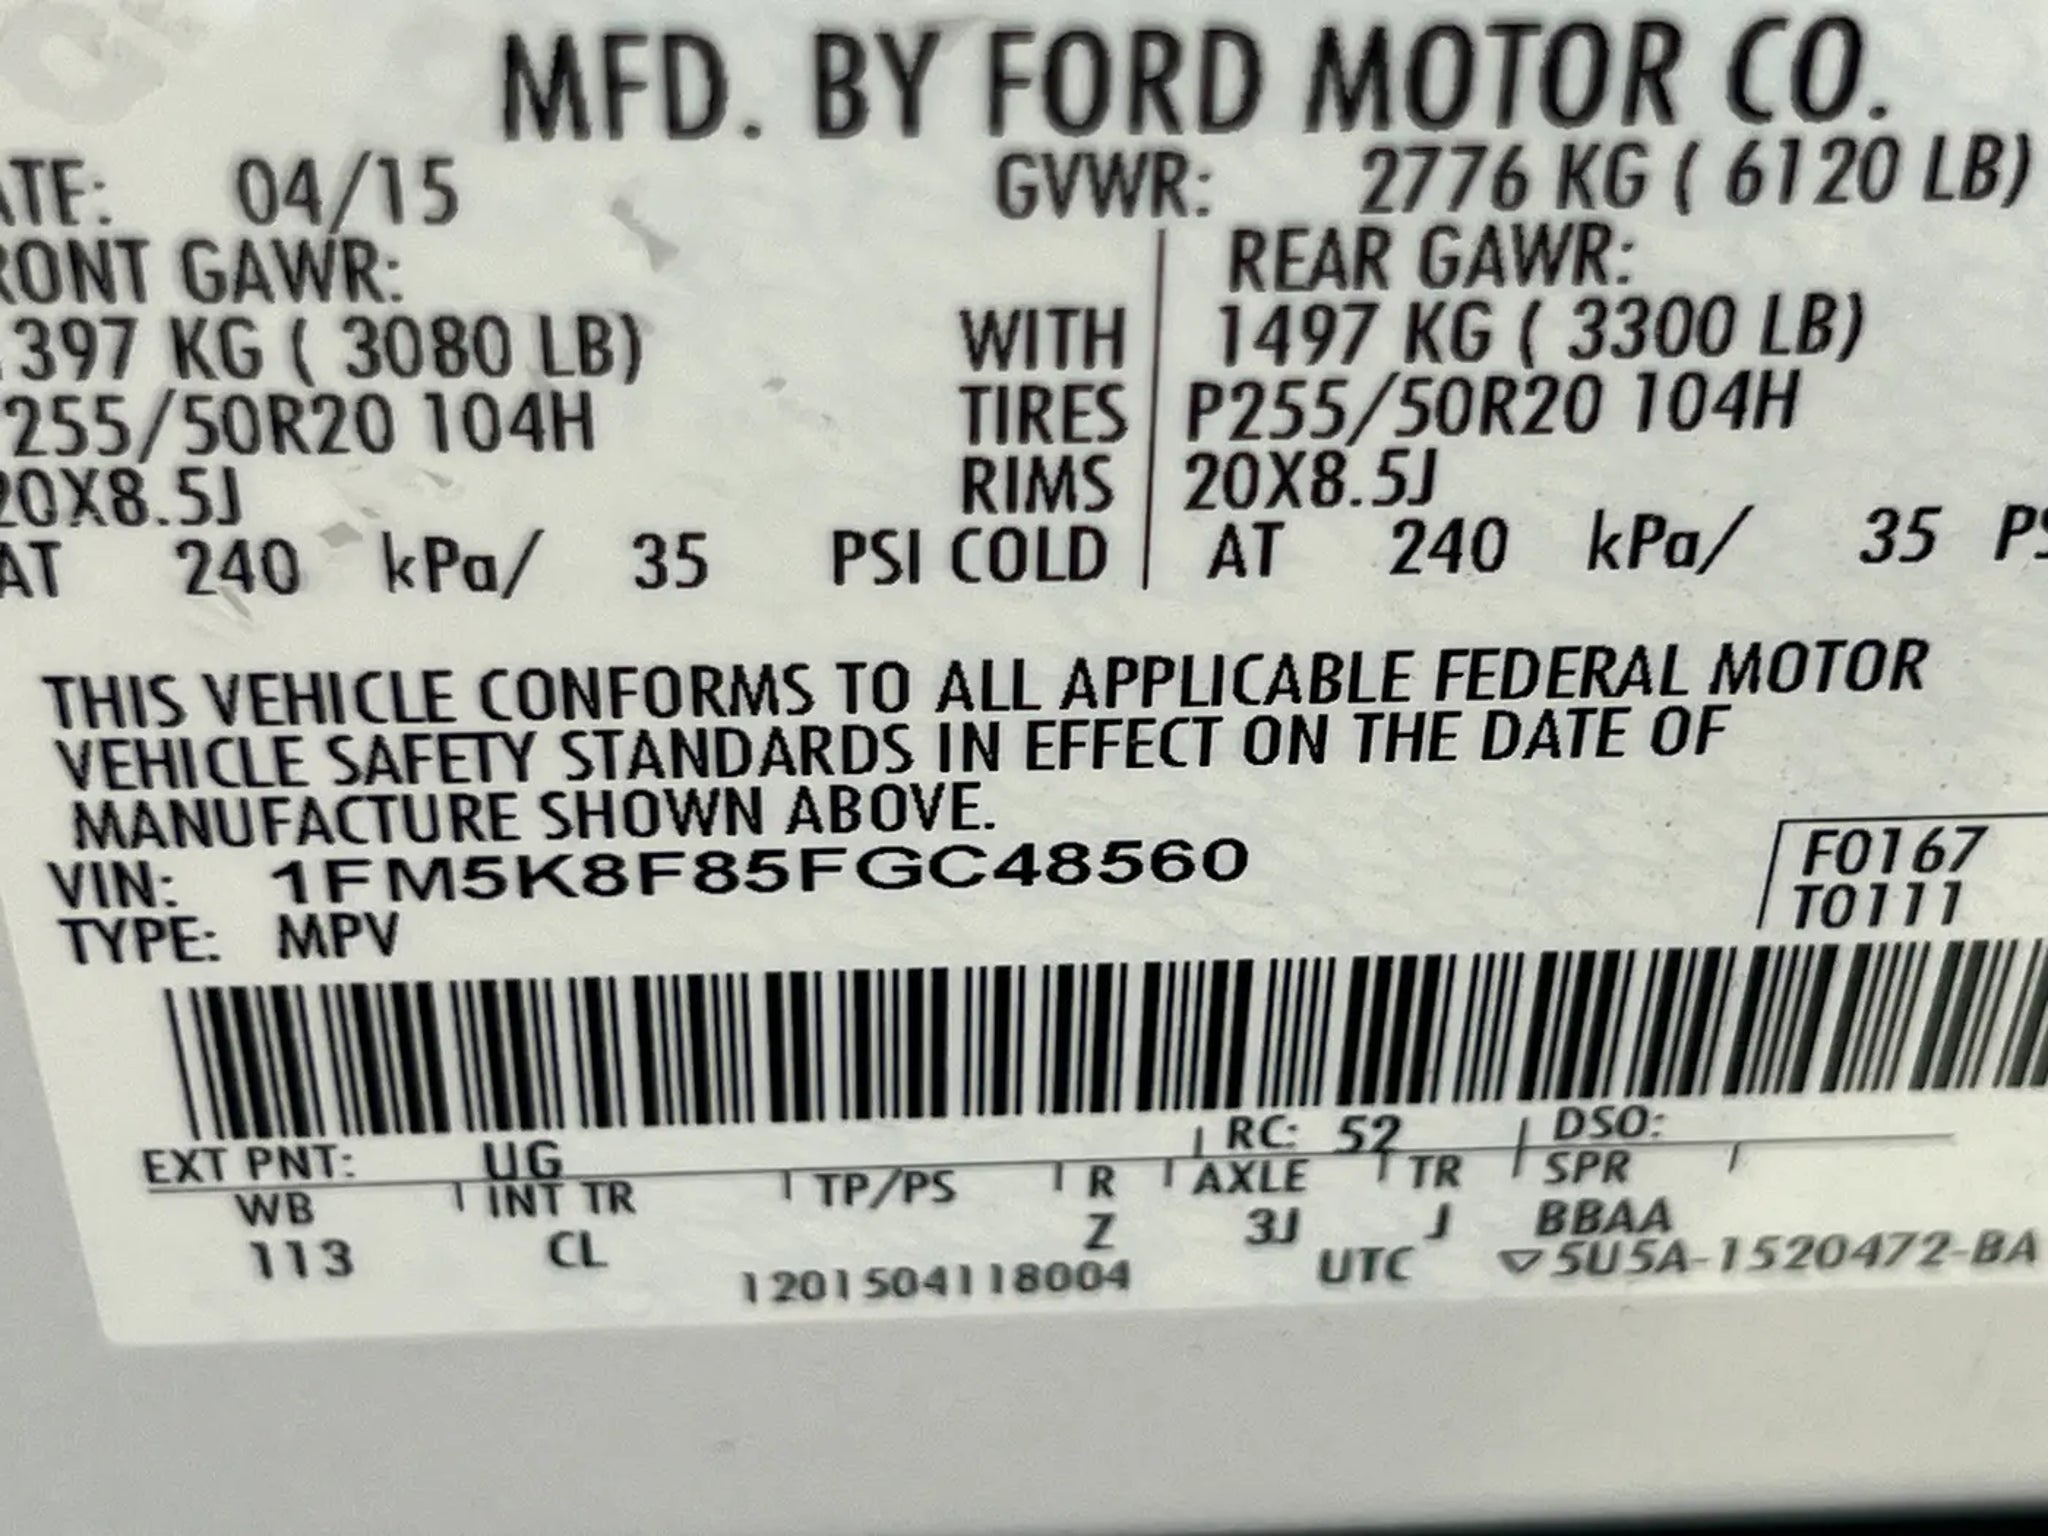 MFD. BY FORD MOTOR CO.
ATE: 04/15 GVWR: 2776 KG ( 6120 LB)
RONT GAWR: REAR GAWR:
1397 KG ( 3080 LB) WITH 1497 KG ( 3300 LB)
255/50R20 104H TIRES P255/50R20 104H
20X8.5J RIMS 20X8.5J
AT 240 kPa/ 35 PSI COLD AT 240 kPa/ 35 PS
THIS VEHICLE CONFORMS TO ALL APPLICABLE FEDERAL MOTOR
VEHICLE SAFETY STANDARDS IN EFFECT ON THE DATE OF
MANUFACTURE SHOWN ABOVE.
VIN: 1FM5K8F85FGC48560 F0167
TYPE: MPV T0111
EXT PNT: UG RC: 52 DSO:
WB INT TR TP/PS R AXLE TR SPR
113 CL Z 3J J BBAA
1201504118004 UTC ▽5U5A-1520472-BA